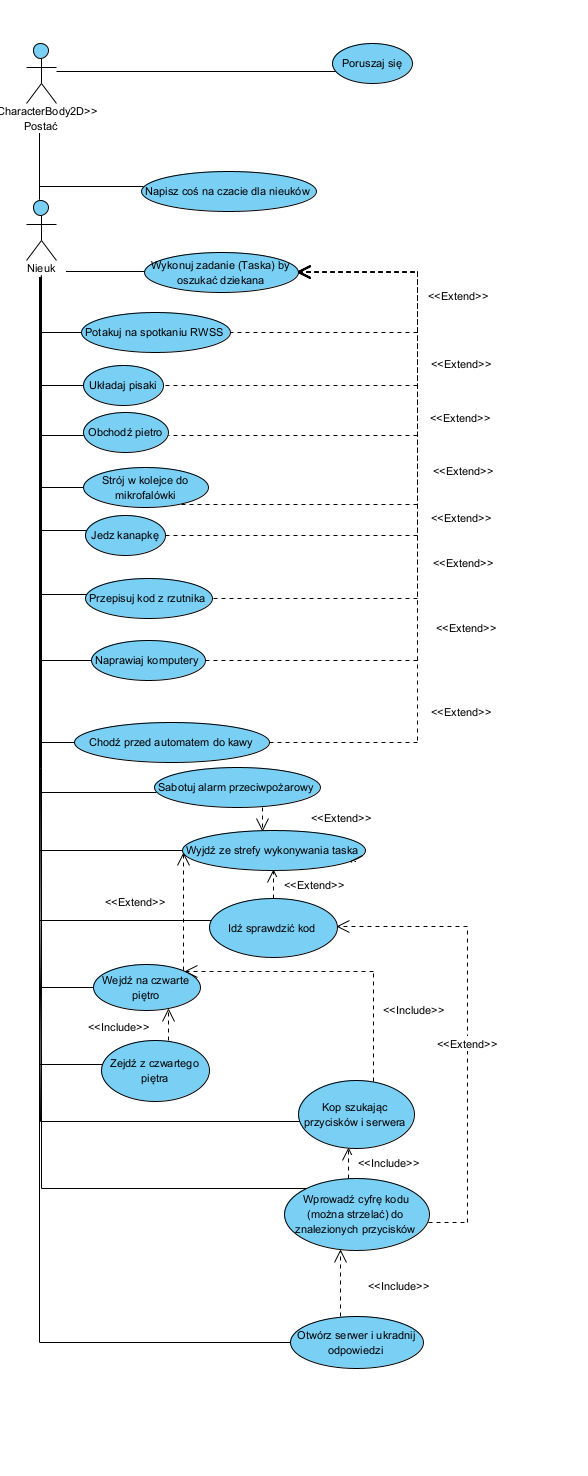 Poruszaj się
CharacterBody2D>>
Postać
Napisz coś na czacie dla nieuków
Nieuk
Wykonuj zadanie (Taska) by
oszukać dziekana
<<Extend>>
Potakuj na spotkaniu RWSS
<<Extend>>
Układaj pisaki
<<Extend>>
Obchodź pietro
<<Extend>>
Strój w kolejce do
mikrofalówki
<<Extend>>
Jedz kanapkę
<<Extend>>
Przepisuj kod z rzutnika
<<Extend>>
Naprawiaj komputery
<<Extend>>
Chodź przed automatem do kawy
Sabotuj alarm przeciwpożarowy
<<Extend>>
Wyjdź ze strefy wykonywania taska
<<Extend>>
<<Extend>>
Idź sprawdzić kod
Wejdź na czwarte
piętro
<<Include>>
<<Include>>
<<Extend>>
Zejdź z czwartego
piętra
Kop szukając
przycisków i serwera
<<Include>>
Wprowadź cyfrę kodu
(można strzelać) do
znalezionych przycisków
<<Include>>
Otwórz serwer i ukradnij
odpowiedzi